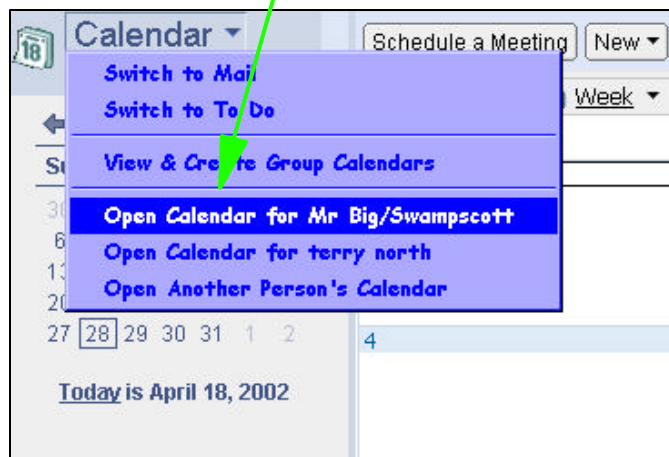 18 Calendar Schedule a Meeting New
Switch to Mail
Switch to To Do
Week
View & Create Group Calendars
Open Calendar for Mr Big/Swampscott
6 Open Calendar for terry north
Open Another Person's Calendar
27 28 29 30 31 1 2
4
Today is April 18, 2002